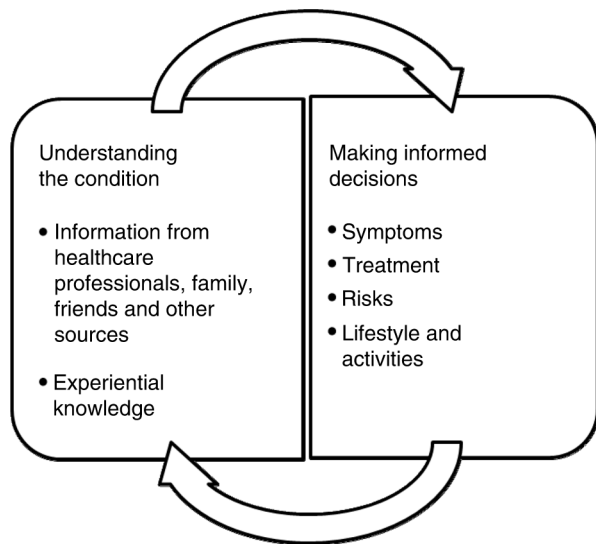 Understanding
the condition
• Information from
healthcare
professionals, family,
friends and other
sources
• Experiential
knowledge
Making informed
decisions
• Symptoms
• Treatment
• Risks
• Lifestyle and
activities